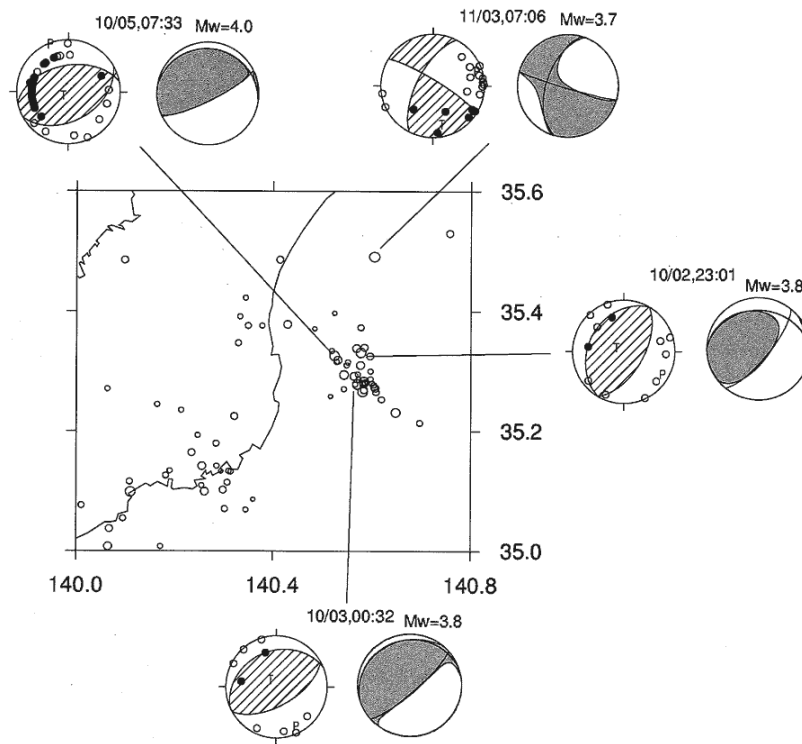 10/05,07:33 Mw=4.0
11/03,07:06 Mw=3.7
P
T
T
35.6
10/02,23:01 Mw=3.8
35.4
T
P
35.2
35.0
140.0 140.4 140.8
10/03,00:32 Mw=3.8
T
P